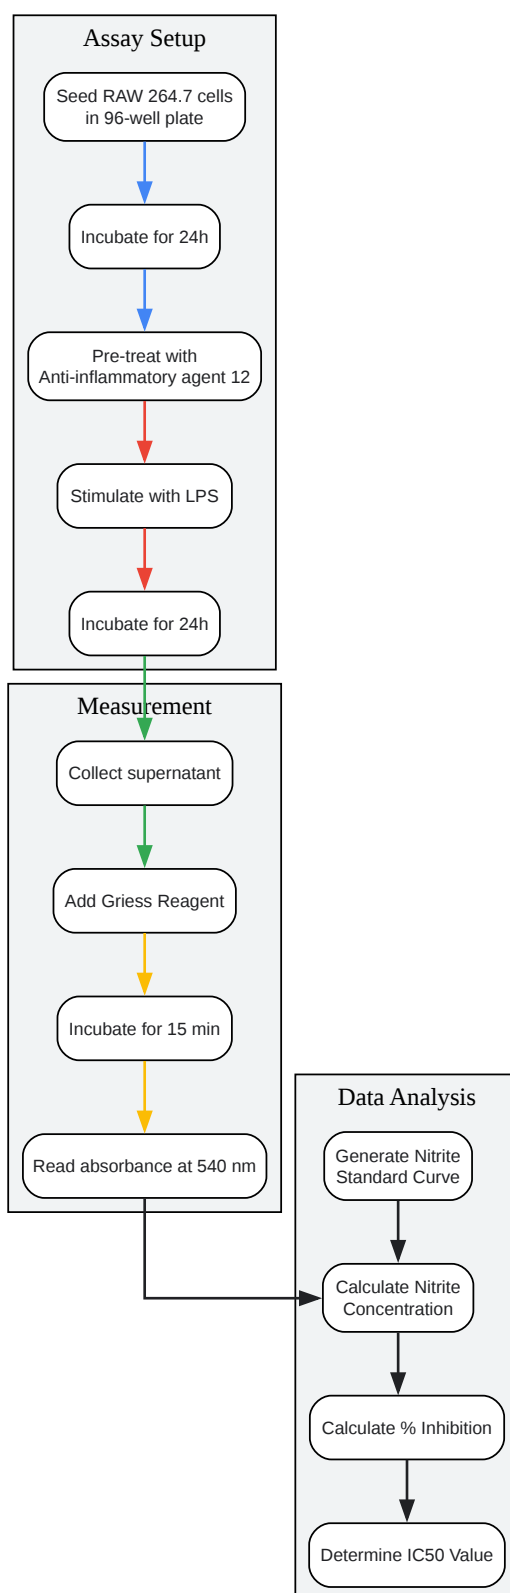 Assay Setup
Seed RAW 264.7 cells
in 96-well plate
Incubate for 24h
Pre-treat with
Anti-inflammatory agent 12
Stimulate with LPS
Incubate for 24h
Measurement
Collect supernatant
Add Griess Reagent
Incubate for 15 min
Read absorbance at 540 nm
Data Analysis
Generate Nitrite
Standard Curve
Calculate Nitrite
Concentration
Calculate % Inhibition
Determine IC50 Value